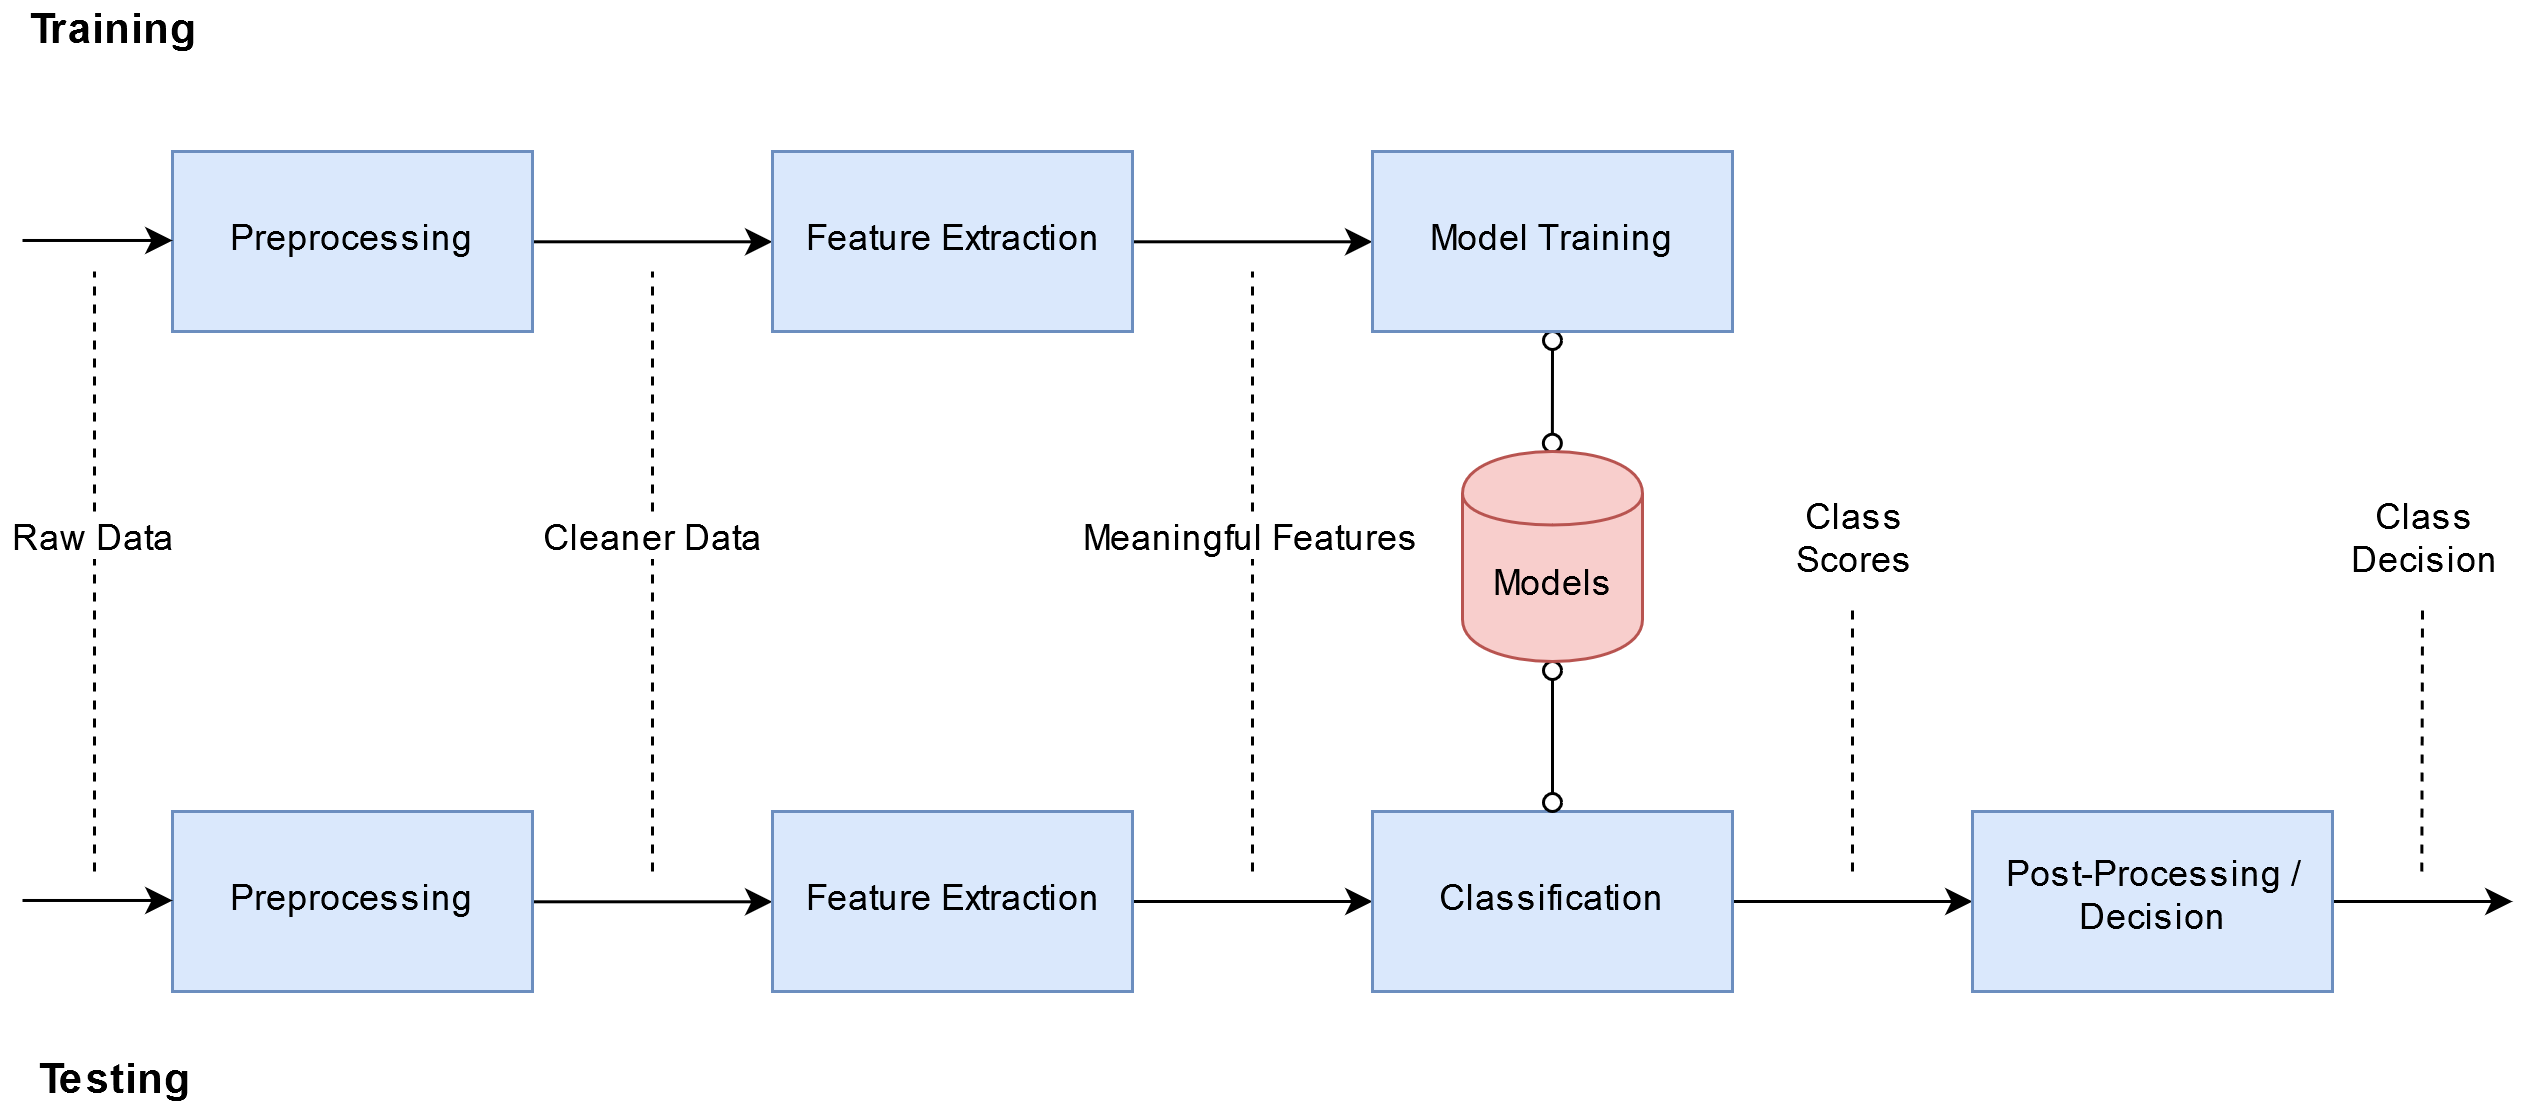 Training
Preprocessing
Feature Extraction
Model Training
Raw Data
Cleaner Data
Meaningful Features
Models
Class
Scores
Class
Decision
Preprocessing
Feature Extraction
Classification
Post-Processing /
Decision
Testing